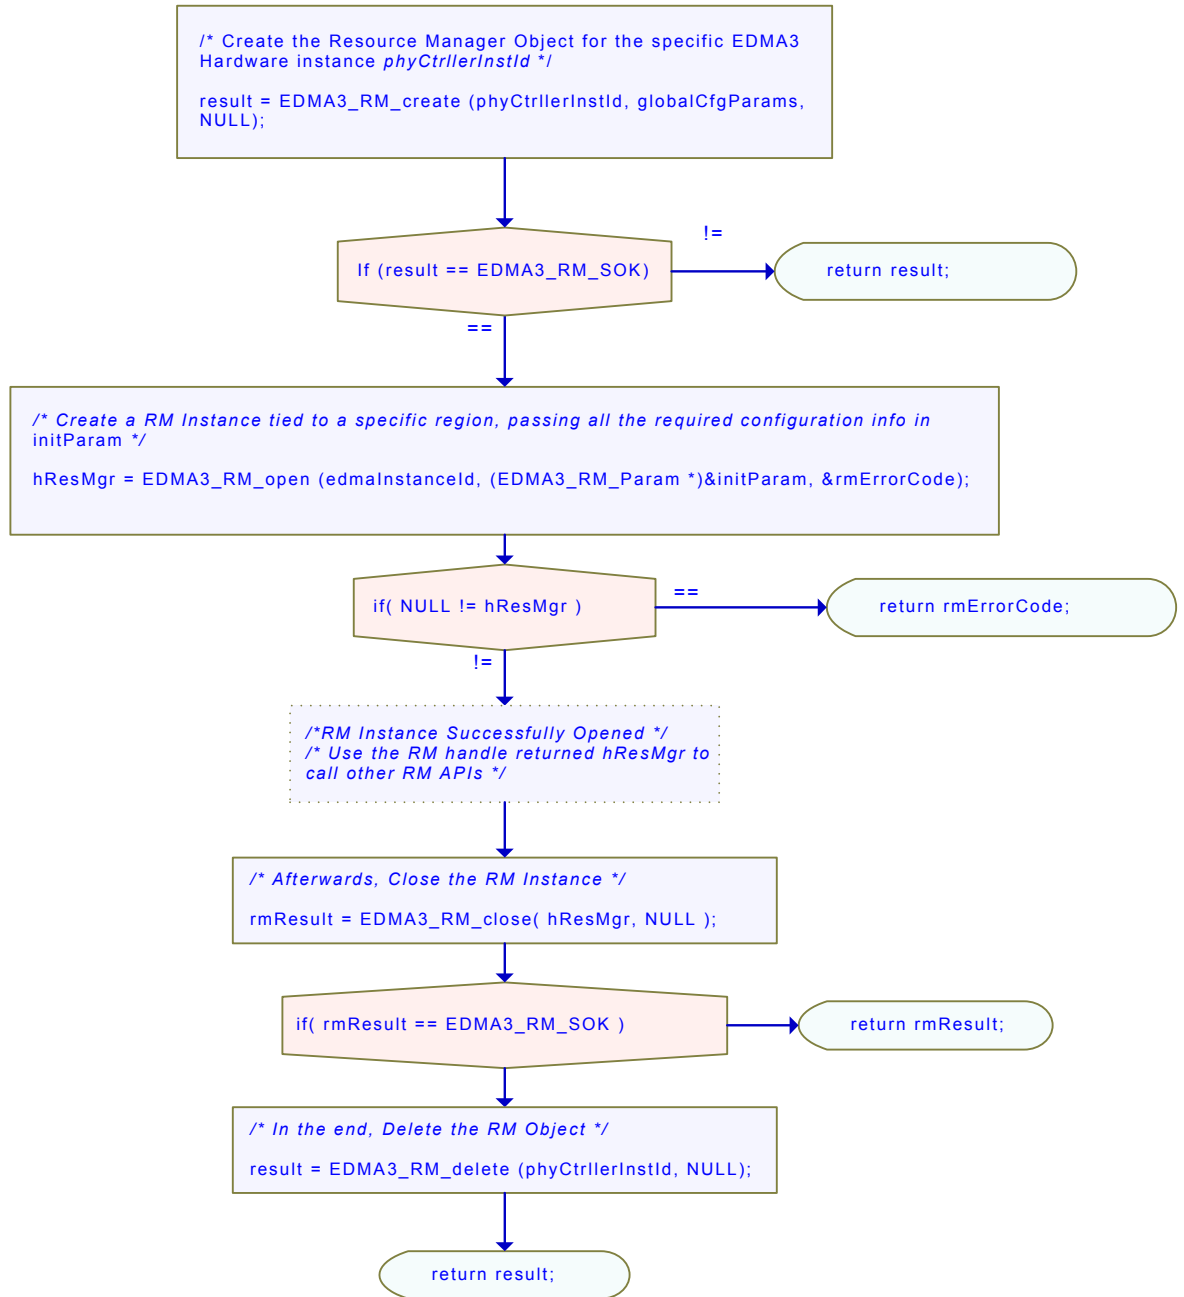 /* Create the Resource Manager Object for the specific EDMA3
Hardware instance phyCtrllerInstId */
result = EDMA3_RM_create (phyCtrllerInstId, globalCfgParams,
NULL);
!=
If (result == EDMA3_RM_SOK)
return result;
==
/* Create a RM Instance tied to a specific region, passing all the required configuration info in
initParam */
hResMgr = EDMA3_RM_open (edmaInstanceId, (EDMA3_RM_Param *)&initParam, &rmErrorCode);
==
if( NULL != hResMgr )
return rmErrorCode;
!=
/*RM Instance Successfully Opened */
/* Use the RM handle returned hResMgr to
call other RM APIs */
/* Afterwards, Close the RM Instance */
rmResult = EDMA3_RM_close( hResMgr, NULL );
if( rmResult == EDMA3_RM_SOK )
return rmResult;
/* In the end, Delete the RM Object */
result = EDMA3_RM_delete (phyCtrllerInstId, NULL);
return result;